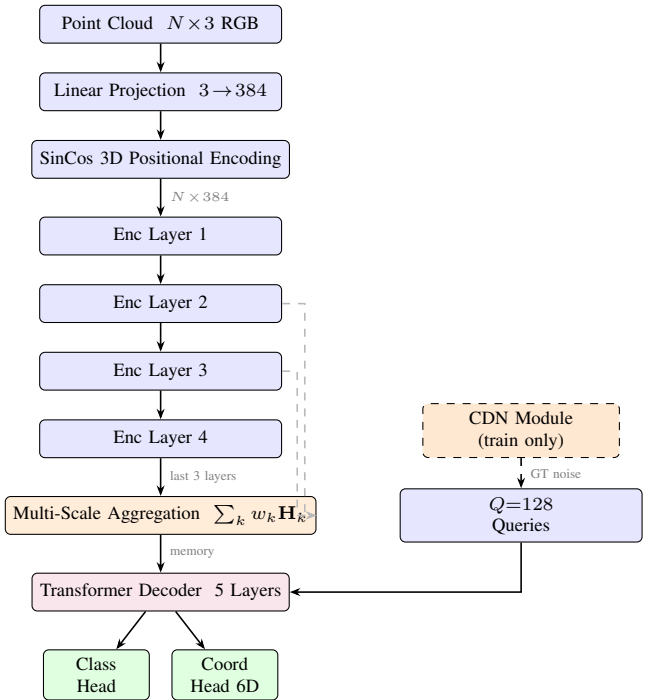 Point Cloud N × 3 RGB
Linear Projection 3→384
SinCos 3D Positional Encoding
N × 384
Enc Layer 1
Enc Layer 2
Enc Layer 3
Enc Layer 4
last 3 layers
Multi-Scale Aggregation ∑ₖ wₖHₖ
memory
Transformer Decoder 5 Layers
Class
Head
Coord
Head 6D
CDN Module
(train only)
GT noise
Q=128
Queries